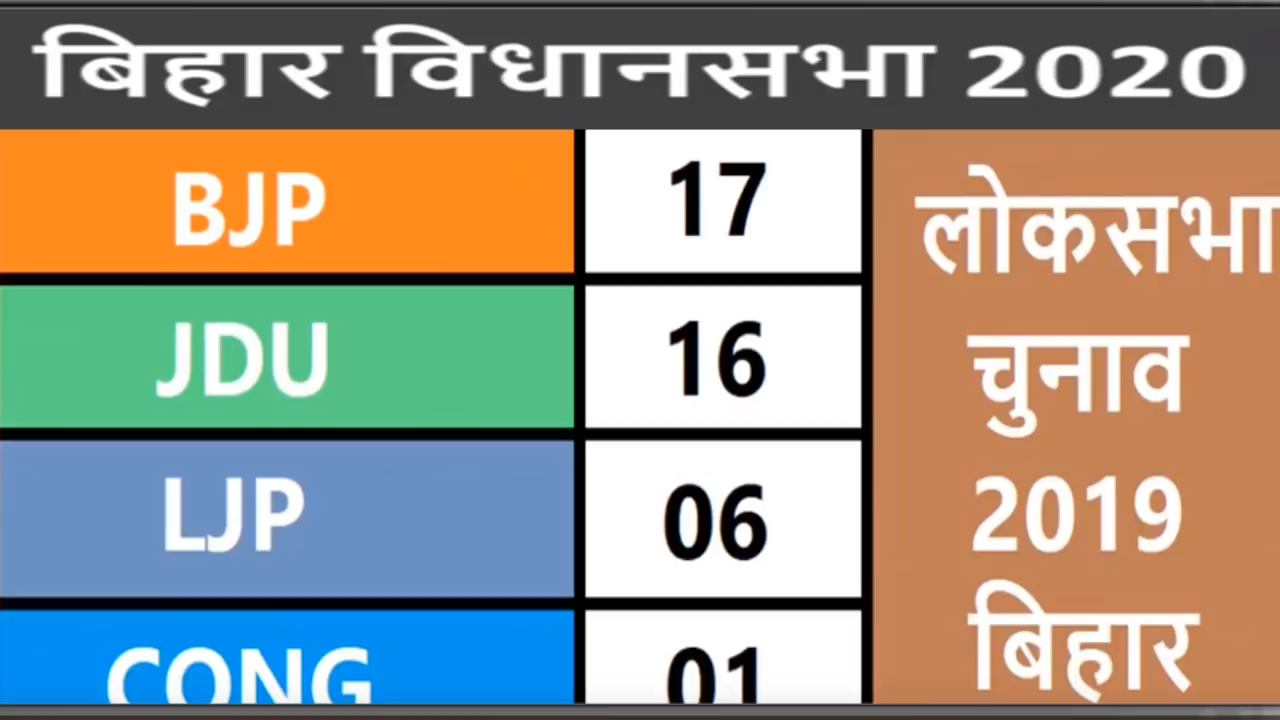 बिहार विधानसभा 2020
BJP 17
JDU 16
LJP 06
CONG 01
लोकसभा
चुनाव
2019
बिहार